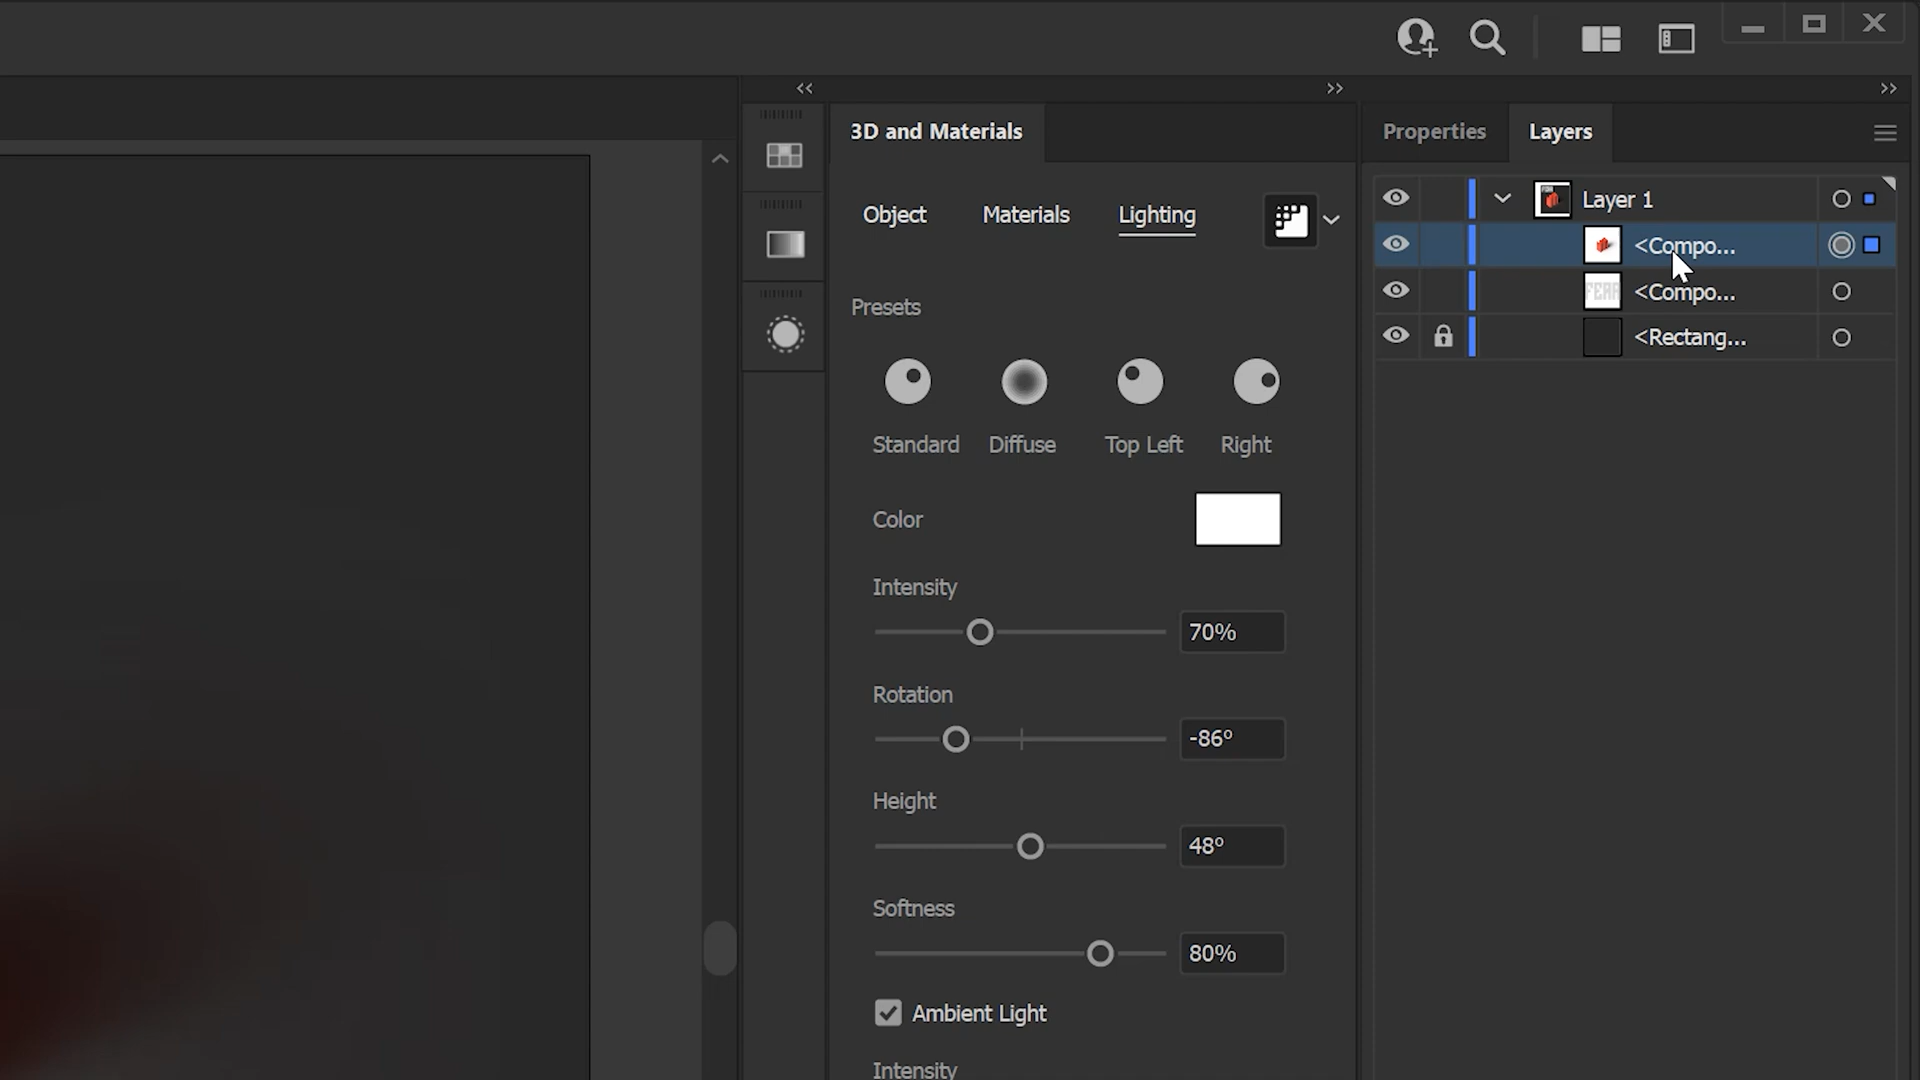 3D and Materials
Properties
Layers
Object
Materials
Lighting
Layer 1
<Compo...
<Compo...
<Rectang...
Presets
Standard
Diffuse
Top Left
Right
Color
Intensity
70%
Rotation
-86°
Height
48°
Softness
80%
Ambient Light
Intensity